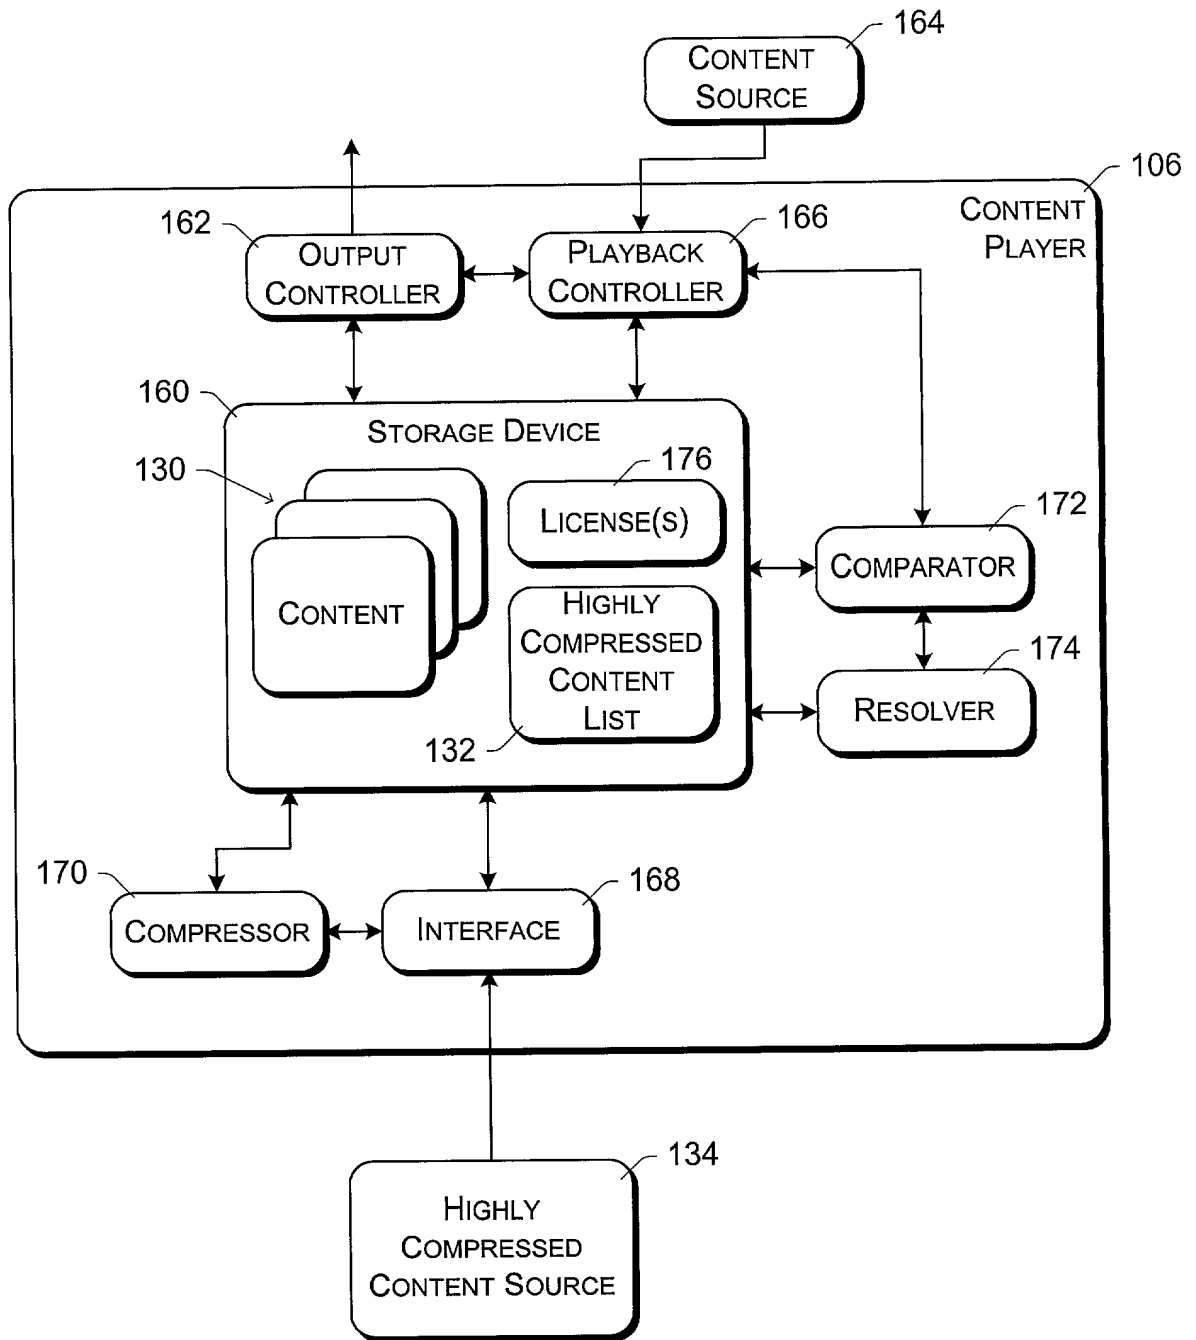 164
CONTENT
SOURCE
106
CONTENT
PLAYER
162
OUTPUT
CONTROLLER
166
PLAYBACK
CONTROLLER
160
STORAGE DEVICE
130
CONTENT
176
LICENSE(S)
HIGHLY
COMPRESSED
CONTENT
LIST
132
172
COMPARATOR
174
RESOLVER
170
COMPRESSOR
168
INTERFACE
134
HIGHLY
COMPRESSED
CONTENT SOURCE